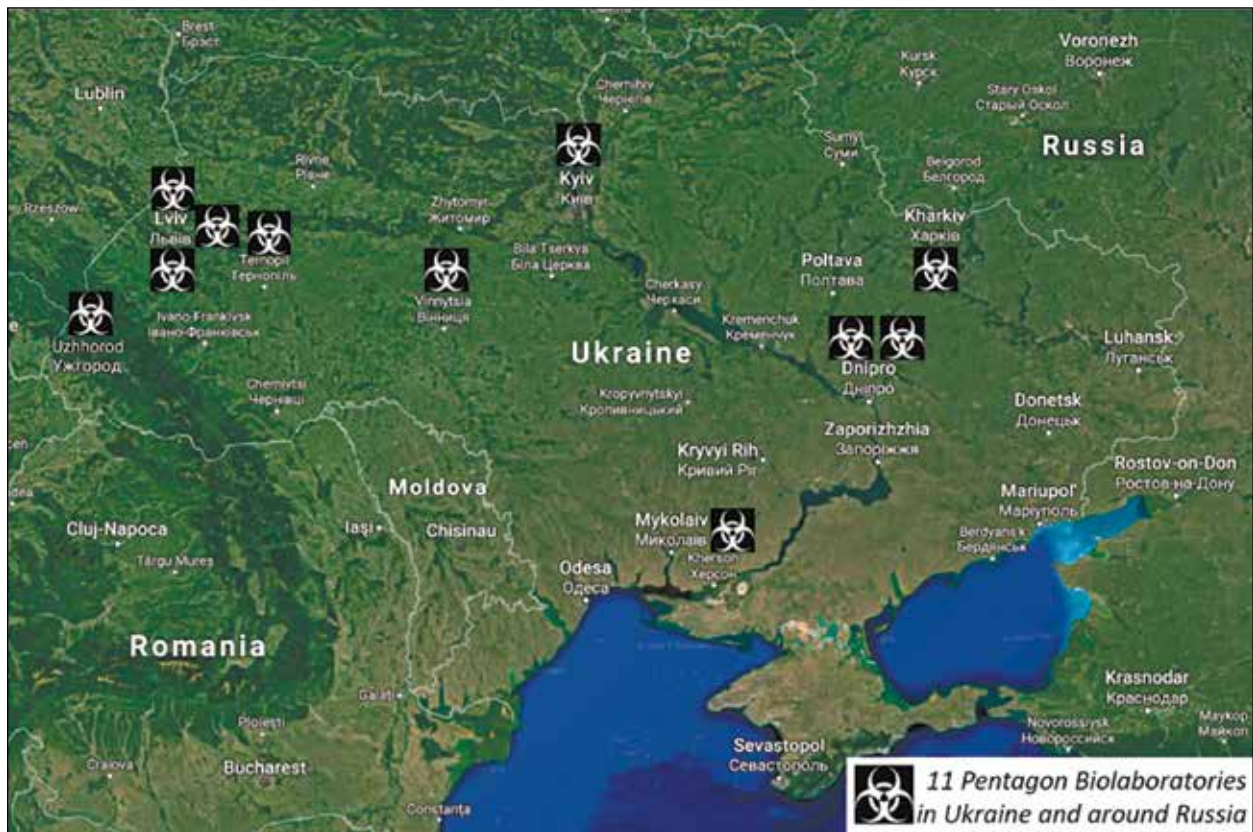 Brest
Брэст
Voronezh
Воронеж
Kursk
Курск
Lublin
Chernihiv
Чернігів
Stary Oskol
Старый Оскол
Sumy
Суми
Russia
Rivne
Рівне
Kyiv
Київ
Belgorod
Белгород
Rzeszow
Lviv
Львів
Zhytomyr
Житомир
Kharkiv
Харків
Bila Tserkva
Біла Церква
Ternopil
Тернопіль
Poltava
Полтава
Vinnytsia
Вінниця
Cherkasy
Черкаси
Ivano-Frankivsk
Івано-Франківськ
Kremenchuk
Кременчук
Uzhhorod
Ужгород
Luhansk
Луганськ
Ukraine
Dnipro
Дніпро
Chernivtsi
Чернівці
Kropyvnytskyi
Кропивницький
Donetsk
Донецьк
Zaporizhzhia
Запоріжжя
Kryvyi Rih
Кривий Ріг
Rostov-on-Don
Ростов-на-Дону
Moldova
Mariupol'
Маріуполь
Cluj-Napoca
Iași
Chisinau
Mykolaiv
Миколаїв
Berdyans'k
Бердянськ
Târgu Mureș
Kherson
Херсон
Odesa
Одеса
Romania
Galați
Krasnodar
Краснодар
Ploiești
Novorossiysk
Новороссийск
Maykop
Майкоп
Craiova
Bucharest
Sevastopol
Севастополь
Constanța
11 Pentagon Biolaboratories
in Ukraine and around Russia